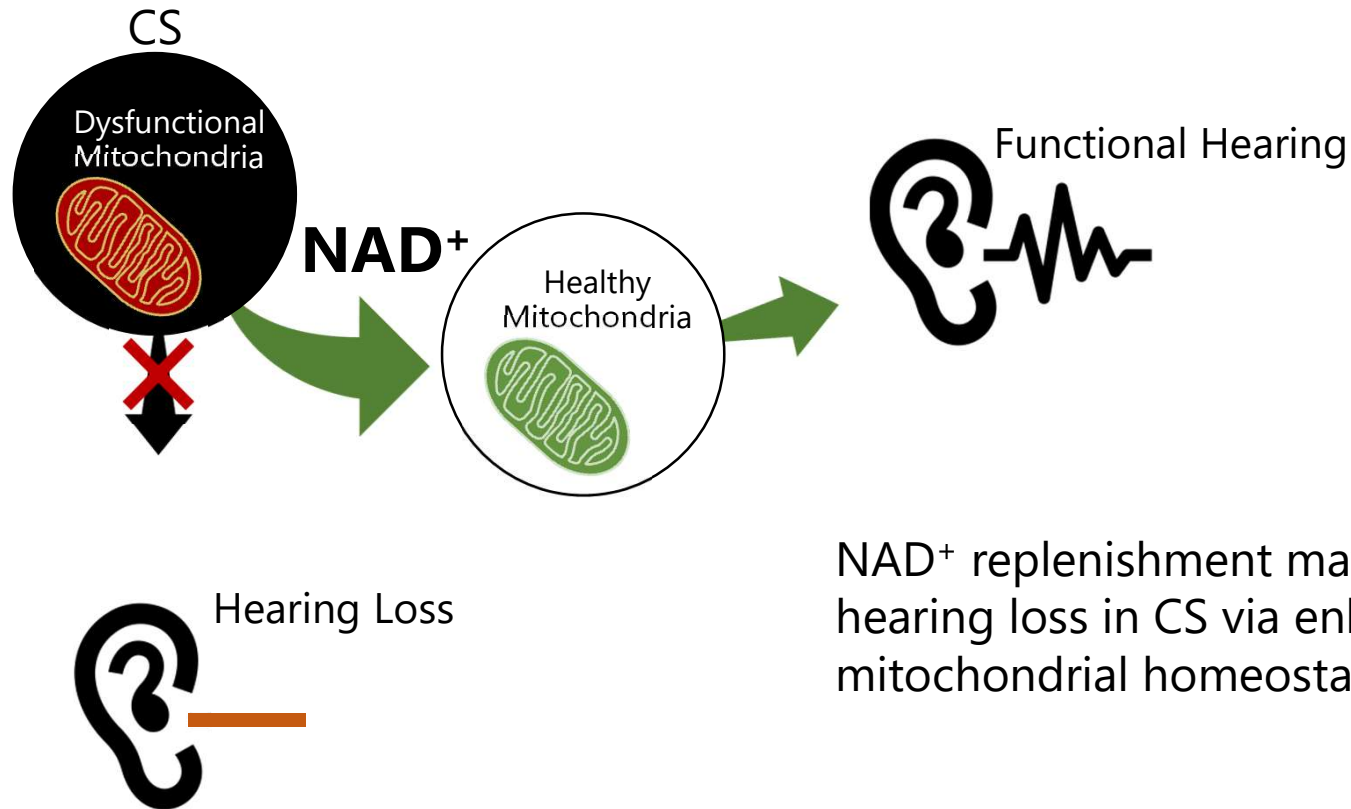 CS
Dysfunctional
Mitochondria
NAD⁺
Healthy
Mitochondria
Functional Hearing
Hearing Loss
NAD⁺ replenishment
hearing loss in CS via
mitochondrial